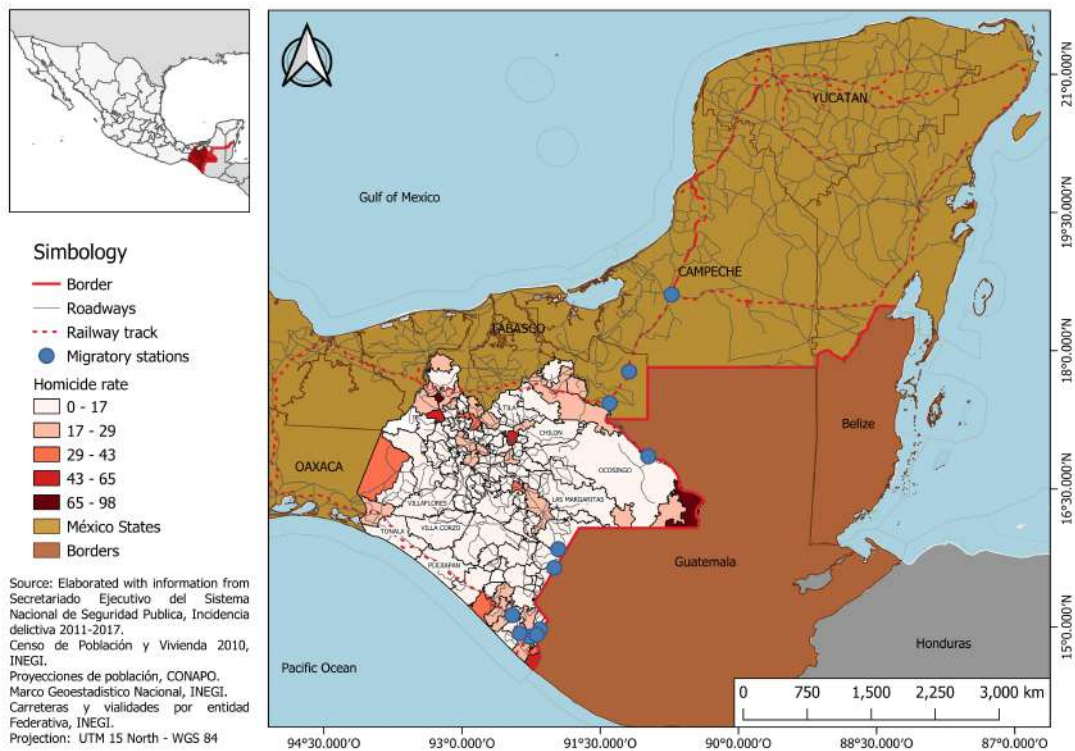 Simbology
Border
Roadways
Railway track
Migratory stations
Homicide rate
0 - 17
17 - 29
29 - 43
43 - 65
65 - 98
México States
Borders
Source: Elaborated with information from
Secretariado Ejecutivo del Sistema
Nacional de Seguridad Publica, Incidencia
delictiva 2011-2017.
Censo de Población y Vivienda 2010,
INEGI.
Proyecciones de población, CONAPO.
Marco Geoestadistico Nacional, INEGI.
Carreteras y vialidades por entidad
Federativa, INEGI.
Projection: UTM 15 North - WGS 84
YUCATAN
Gulf of Mexico
CAMPECHE
TABASCO
TILA
CHILON
Belize
OAXACA
OCOSINGO
LAS MARGARITAS
VILLAFLORES
TONALA
VILLA CORZO
Guatemala
PIJIJIAPAN
Honduras
Pacific Ocean
0 750 1,500 2,250 3,000 km
21°0.000'N
19°30.000'N
18°0.000'N
16°30.000'N
15°0.000'N
94°30.000'O 93°0.000'O 91°30.000'O 90°0.000'O 88°30.000'O 87°0.000'O